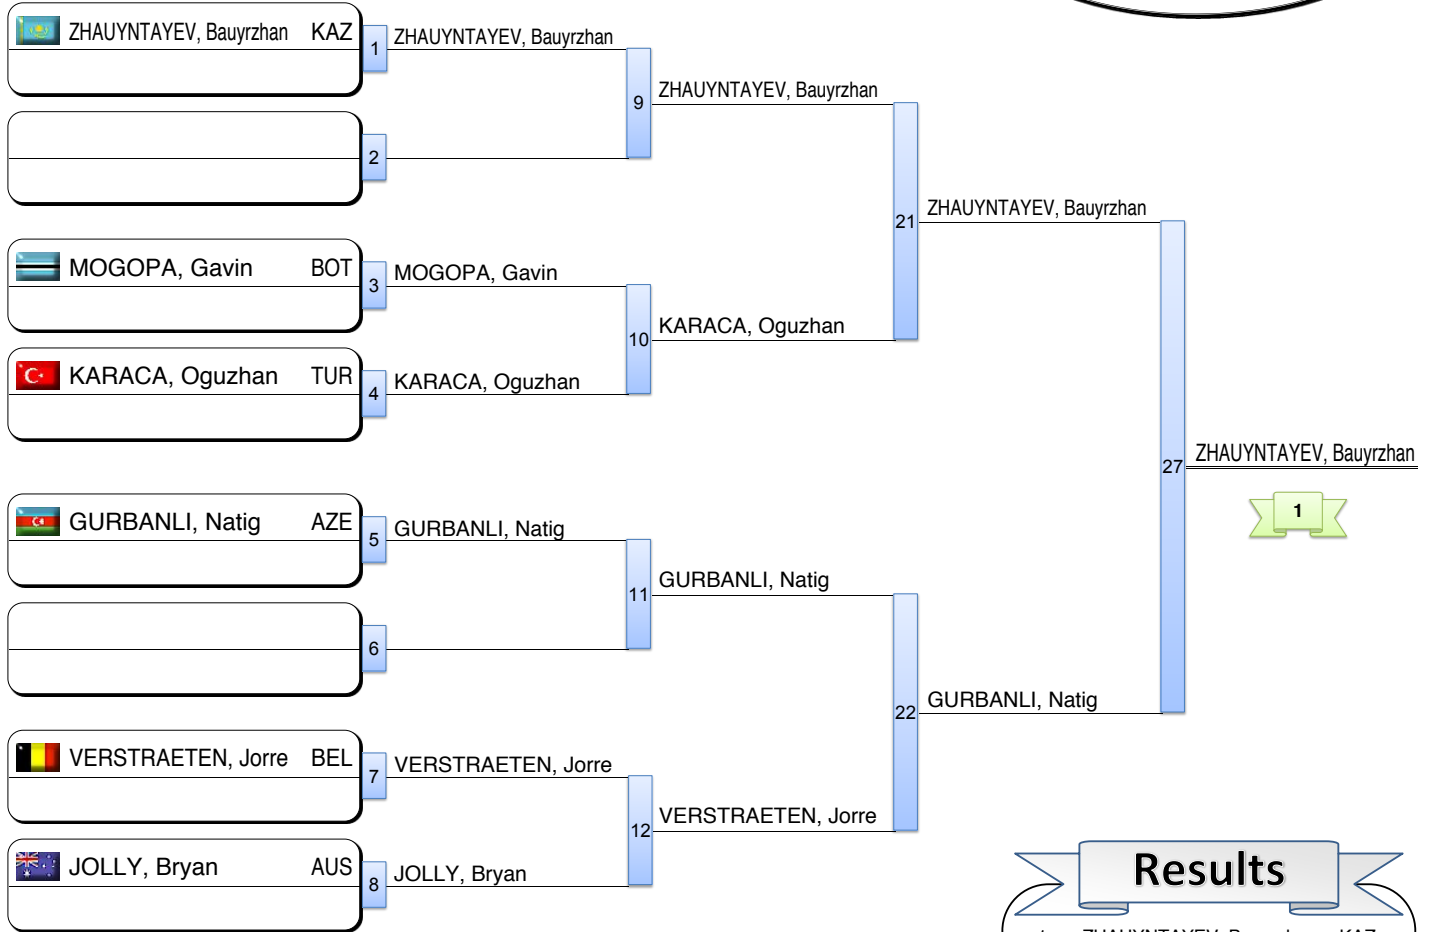 ZHAUYNTAYEV, Bauyrzhan KAZ
1
ZHAUYNTAYEV, Bauyrzhan
9
ZHAUYNTAYEV, Bauyrzhan
2
21
ZHAUYNTAYEV, Bauyrzhan
MOGOPA, Gavin BOT
3
MOGOPA, Gavin
10
KARACA, Oguzhan
KARACA, Oguzhan TUR
4
KARACA, Oguzhan
27
ZHAUYNTAYEV, Bauyrzhan
1
GURBANLI, Natig AZE
5
GURBANLI, Natig
11
GURBANLI, Natig
6
22
GURBANLI, Natig
VERSTRAETEN, Jorre BEL
7
VERSTRAETEN, Jorre
12
VERSTRAETEN, Jorre
JOLLY, Bryan AUS
8
JOLLY, Bryan
Results
ZHAUYNTAYEV, Bauyrzhan KAZ